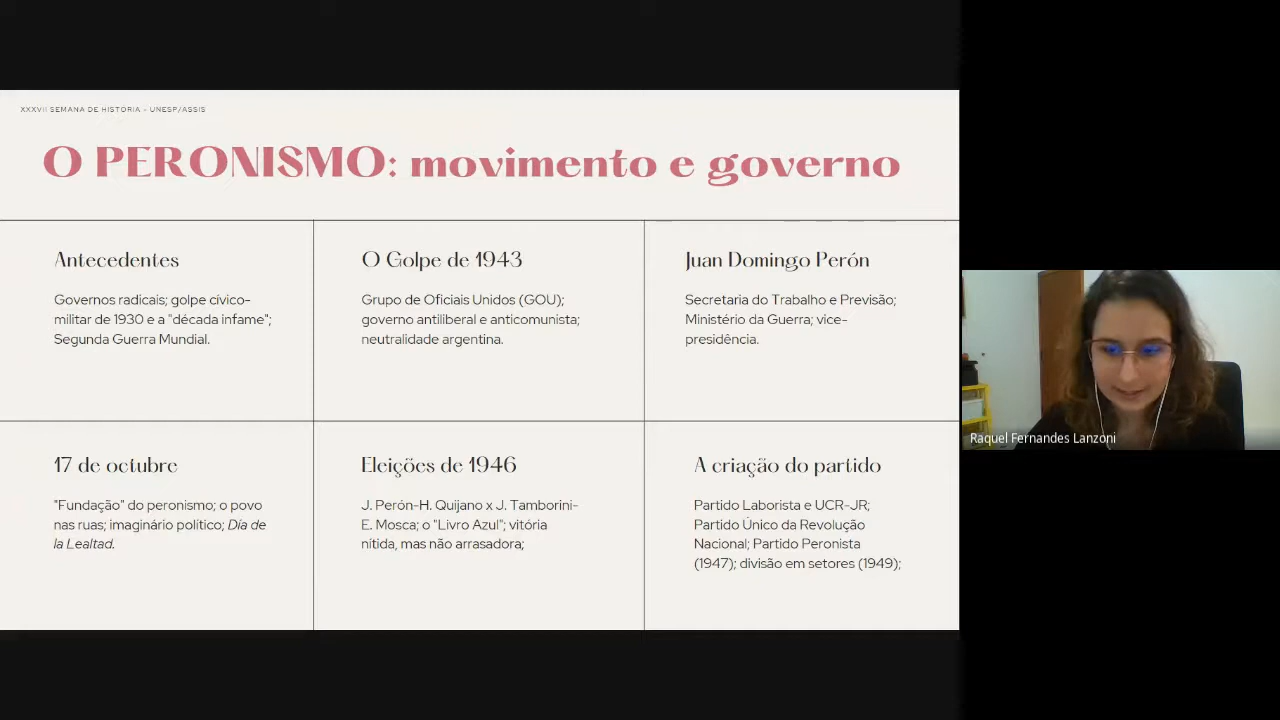 XXXVII SEMANA DE HISTÓRIA - UNESP/ASSIS
O PERONISMO: movimento e governo
Antecedentes
Governos radicais; golpe cívico-
militar de 1930 e a "década infame";
Segunda Guerra Mundial.
O Golpe de 1943
Grupo de Oficiais Unidos (GOU);
governo antiliberal e anticomunista;
neutralidade argentina.
Juan Domingo Perón
Secretaria do Trabalho e Previsão;
Ministério da Guerra; vice-
presidência.
17 de octubre
"Fundação" do peronismo; o povo
nas ruas; imaginário político; Día de
la Lealtad.
Eleições de 1946
J. Perón-H. Quijano x J. Tamborini-
E. Mosca; o "Livro Azul"; vitória
nítida, mas não arrasadora;
A criação do partido
Partido Laborista e UCR-JR;
Partido Único da Revolução
Nacional; Partido Peronista
(1947); divisão em setores (1949);
Raquel Fernandes Lanzoni